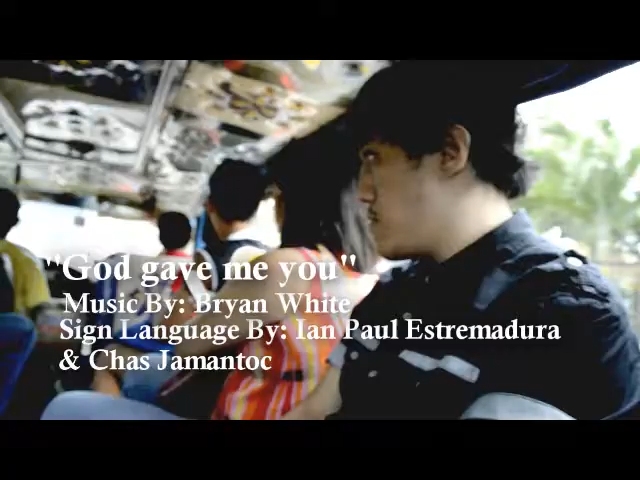 "God gave me you"
Music By: Bryan White
Sign Language By: Ian Paul Estremadura
& Chas Jamantoc